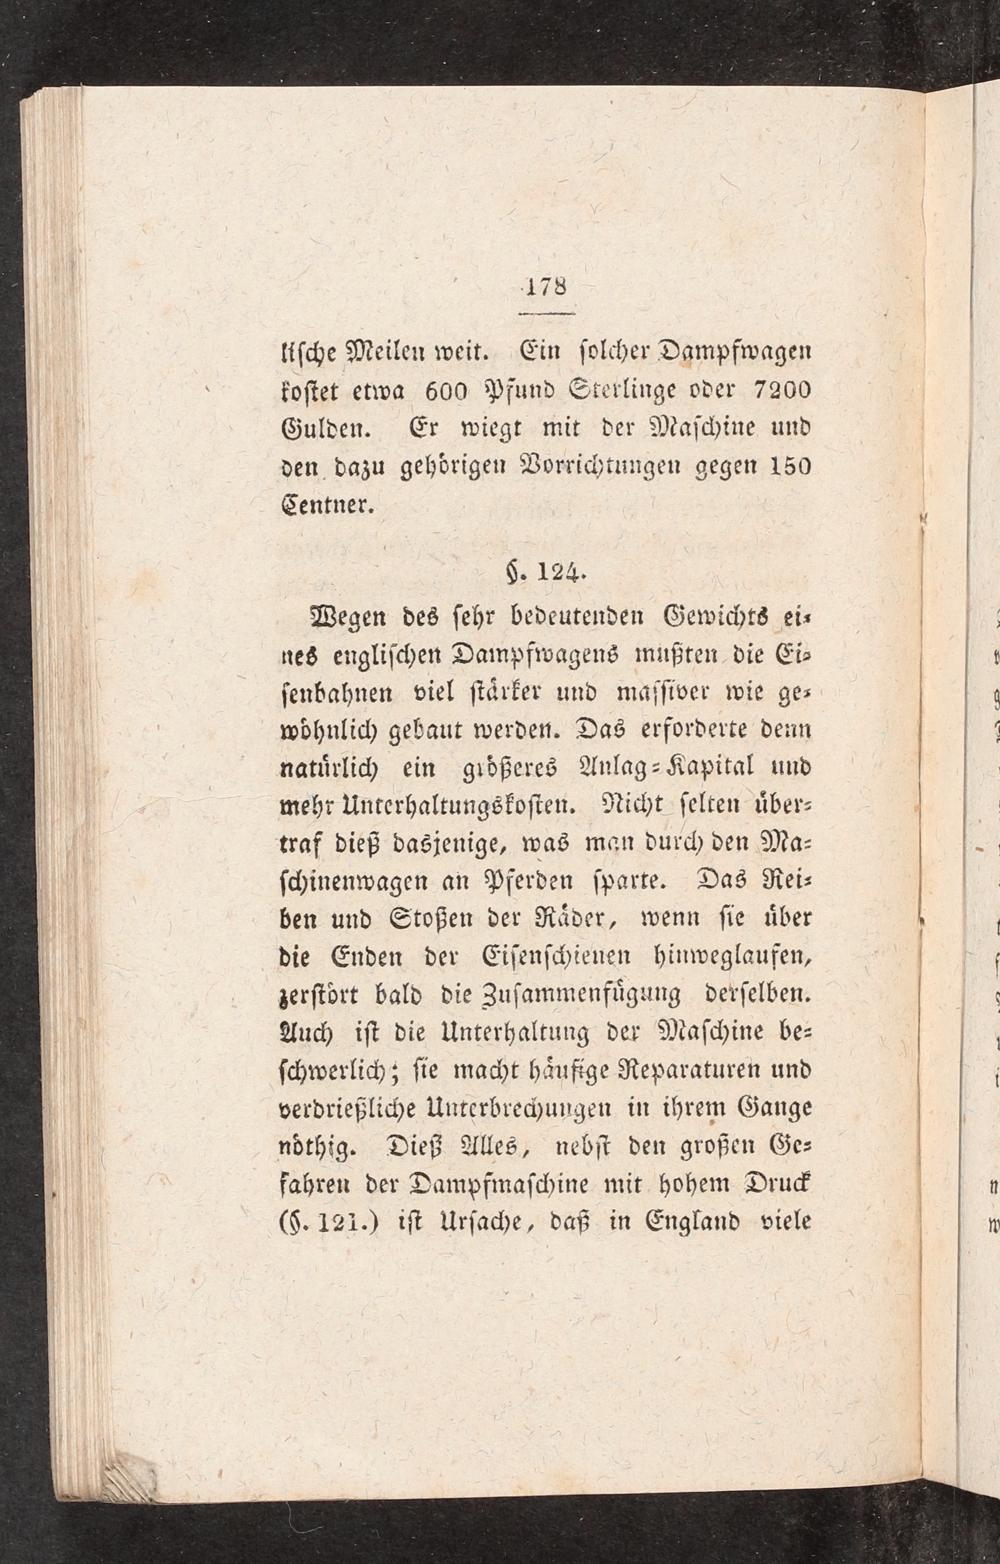 178
lische Meilen weit. Ein solcher Dampfwagen
kostet etwa 600 Pfund Sterlinge oder 7200
Gulden. Er wiegt mit der Maschine und
den dazu gehörigen Vorrichtungen gegen 150
Centner.
§. 124.
Wegen des sehr bedeutenden Gewichts ei-
nes englischen Dampfwagens mußten die Ei-
senbahnen viel stärker und massiver wie ge-
wöhnlich gebaut werden. Das erforderte denn
natürlich ein größeres Anlag-Kapital und
mehr Unterhaltungskosten. Nicht selten über-
traf dieß dasjenige, was man durch den Ma-
schinenwagen an Pferden sparte. Das Rei-
ben und Stoßen der Räder, wenn sie über
die Enden der Eisenschienen hinweglaufen,
zerstört bald die Zusammenfügung derselben.
Auch ist die Unterhaltung der Maschine be-
schwerlich; sie macht häufige Reparaturen und
verdrießliche Unterbrechungen in ihrem Gange
nöthig. Dieß Alles, nebst den großen Ge-
fahren der Dampfmaschine mit hohem Druck
(§. 121.) ist Ursache, daß in England viele